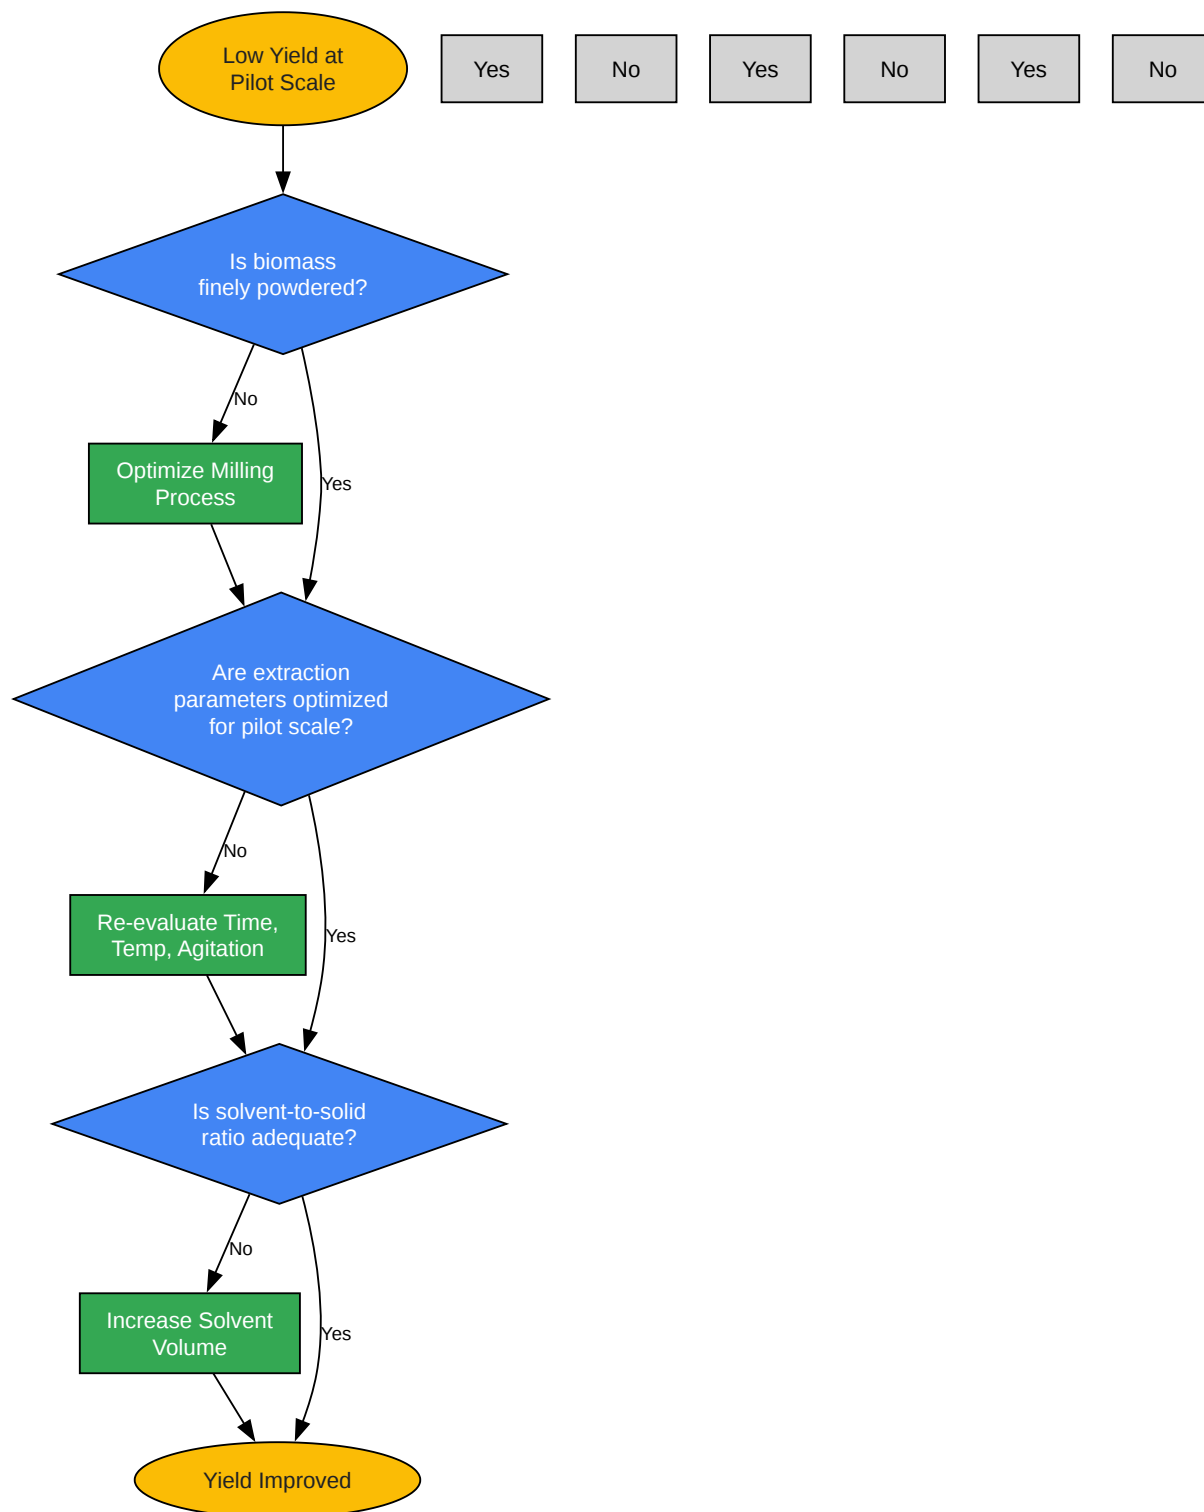 Low Yield at
Pilot Scale
Yes
No
Yes
No
Yes
No
Is biomass
finely powdered?
No
Optimize Milling
Process
Yes
Are extraction
parameters optimized
for pilot scale?
No
Re-evaluate Time,
Temp, Agitation
Yes
Is solvent-to-solid
ratio adequate?
No
Increase Solvent
Volume
Yes
Yield Improved